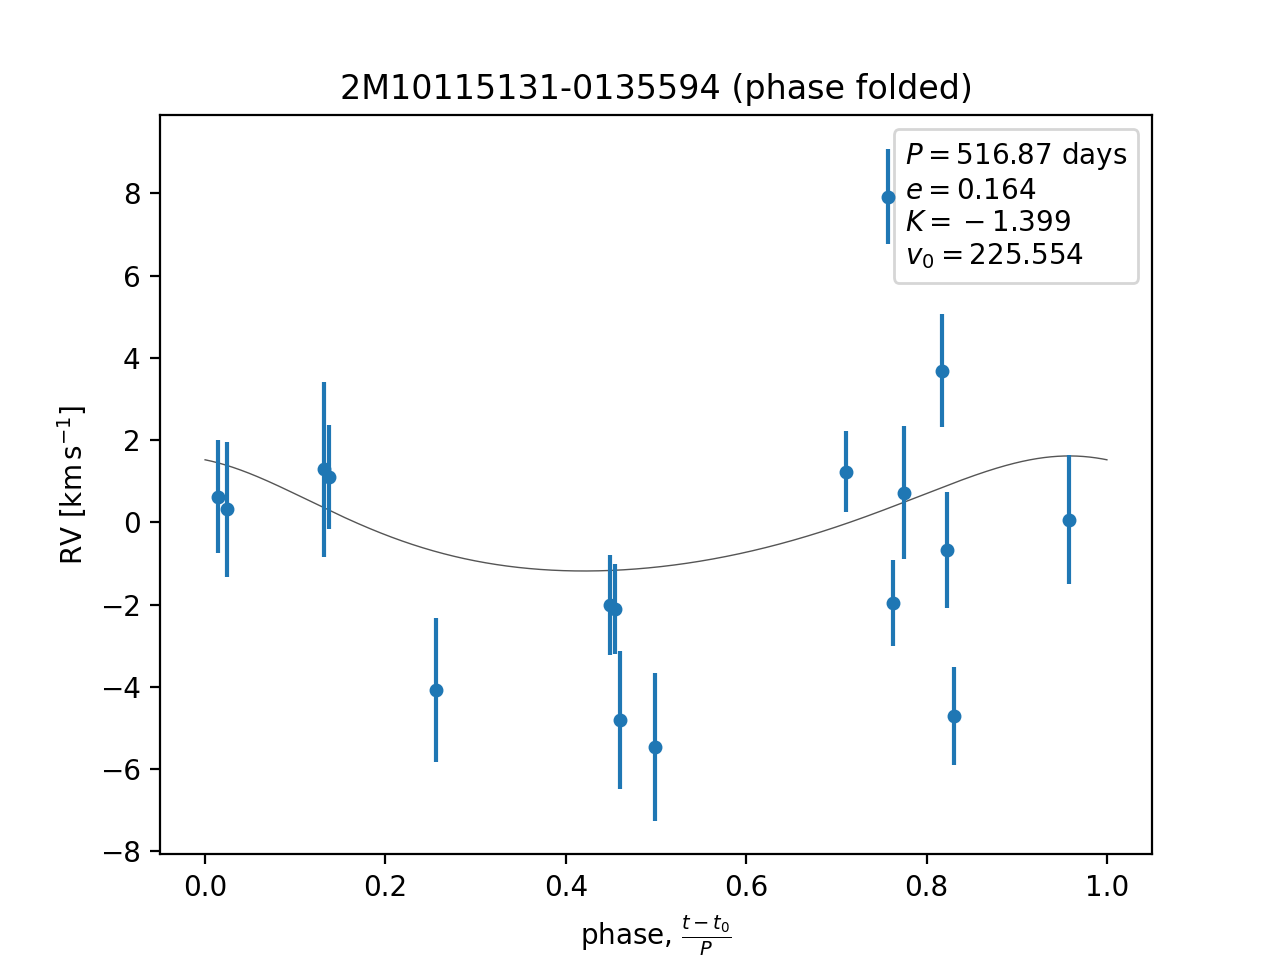 2M10115131-0135594 (phase folded)
P = 516.87 days
e = 0.164
K = −1.399
v₀ = 225.554
RV [km s⁻¹]
8
6
4
2
0
−2
−4
−6
−8
0.0 0.2 0.4 0.6 0.8 1.0
phase, (t − t₀)/P